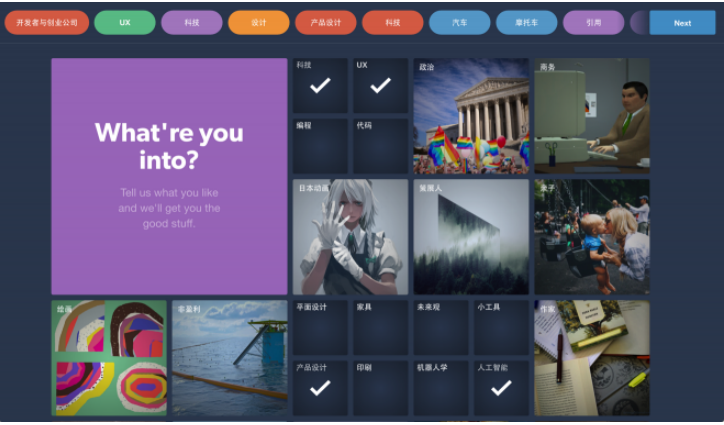 开发者与创业公司
UX
科技
设计
产品设计
科技
汽车
摩托车
引用
Next
What're you
into?
Tell us what you like
and we'll get you the
good stuff.
科技
UX
编程
代码
政治
商务
日本动画
策展人
亲子
绘画
非盈利
平面设计
家具
未来观
小工具
产品设计
印刷
机器人学
人工智能
作家